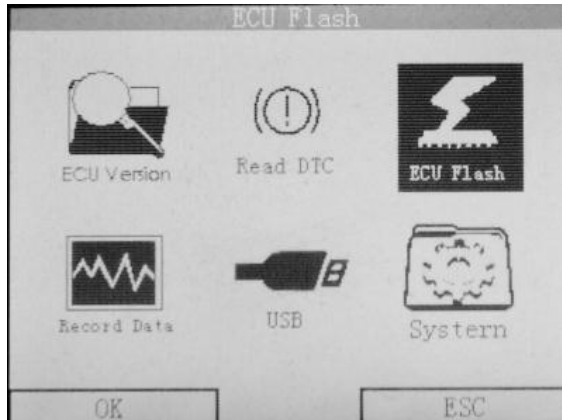 ECU Flash
ECU Version
Read DTC
ECU Flash
Record Data
USB
Systern
OK
ESC